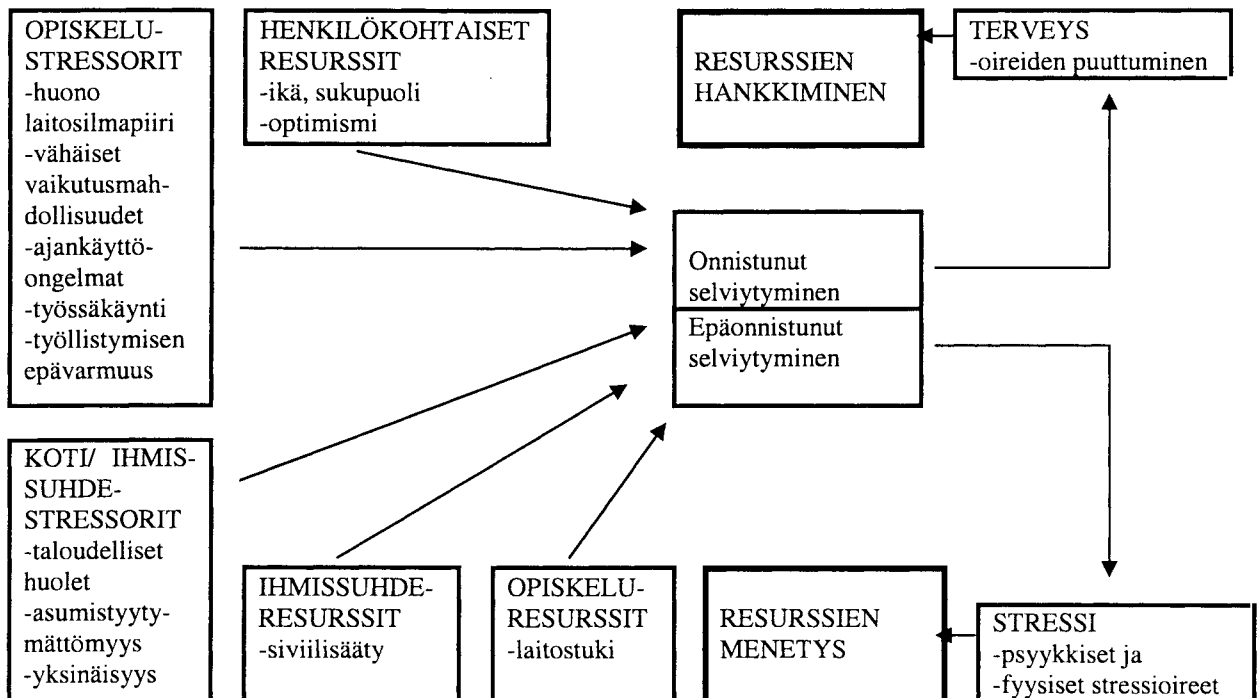 OPISKELU-
STRESSORIT
-huono
laitosilmapiiri
-vähäiset
vaikutusmah-
dollisuudet
-ajankäyttö-
ongelmat
-työssäkäynti
-työllistymisen
epävarmuus
HENKILÖKOHTAISET
RESURSSIT
-ikä, sukupuoli
-optimismi
RESURSSIEN
HANKKIMINEN
TERVEYS
-oireiden puuttuminen
Onnistunut
selviytyminen
Epäonnistunut
selviytyminen
KOTI/ IHMIS-
SUHDE-
STRESSORIT
-taloudelliset
huolet
-asumistyyty-
mättömyys
-yksinäisyys
IHMISSUHDE-
RESURSSIT
-siviilisääty
OPISKELU-
RESURSSIT
-laitostuki
RESURSSIEN
MENETYS
STRESSI
-psyykkiset ja
-fyysiset stressioireet